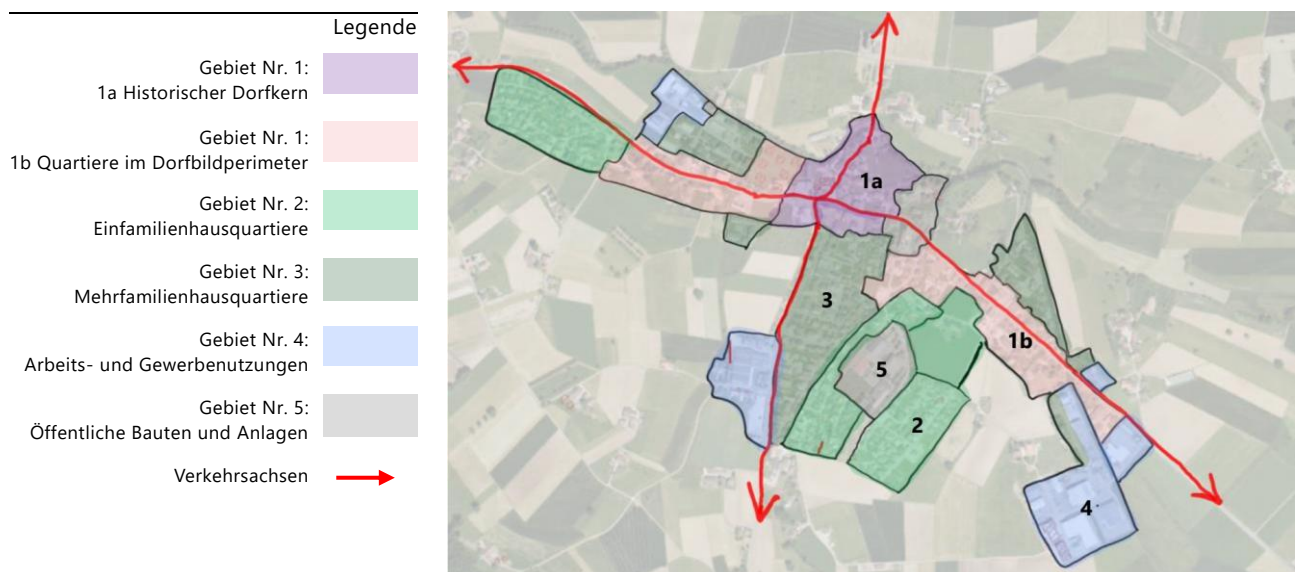 Legende
Gebiet Nr. 1:
1a Historischer Dorfkern
Gebiet Nr. 1:
1b Quartiere im Dorfbildperimeter
Gebiet Nr. 2:
Einfamilienhausquartiere
Gebiet Nr. 3:
Mehrfamilienhausquartiere
Gebiet Nr. 4:
Arbeits- und Gewerbenutzungen
Gebiet Nr. 5:
Öffentliche Bauten und Anlagen
Verkehrsachsen
1a
3
1b
5
2
4